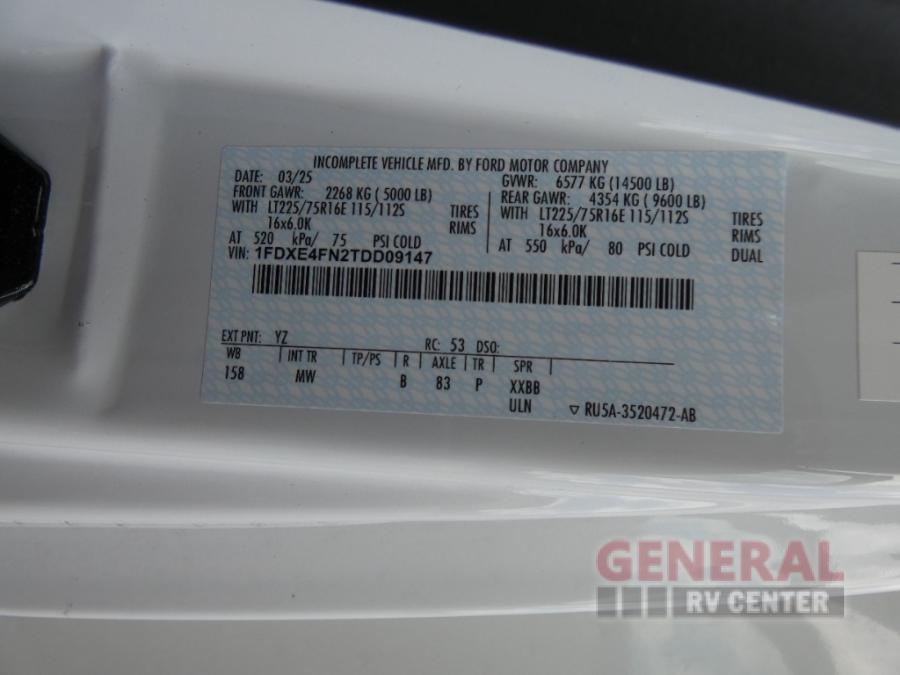 INCOMPLETE VEHICLE MFD. BY FORD MOTOR COMPANY
DATE: 03/25 GVWR: 6577 KG (14500 LB)
FRONT GAWR: 2268 KG ( 5000 LB) REAR GAWR: 4354 KG ( 9600 LB)
WITH LT225/75R16E 115/112S TIRES WITH LT225/75R16E 115/112S TIRES
16x6.0K RIMS 16x6.0K RIMS
AT 520 kPa/ 75 PSI COLD AT 550 kPa/ 80 PSI COLD
VIN: 1FDXE4FN2TDD09147
EXT PNT: YZ RC: 53 DSO:
WB INT TR TP/PS R AXLE TR SPR
158 MW B 83 P XXBB
ULN ▽ RU5A-3520472-AB
GENERAL
RV CENTER